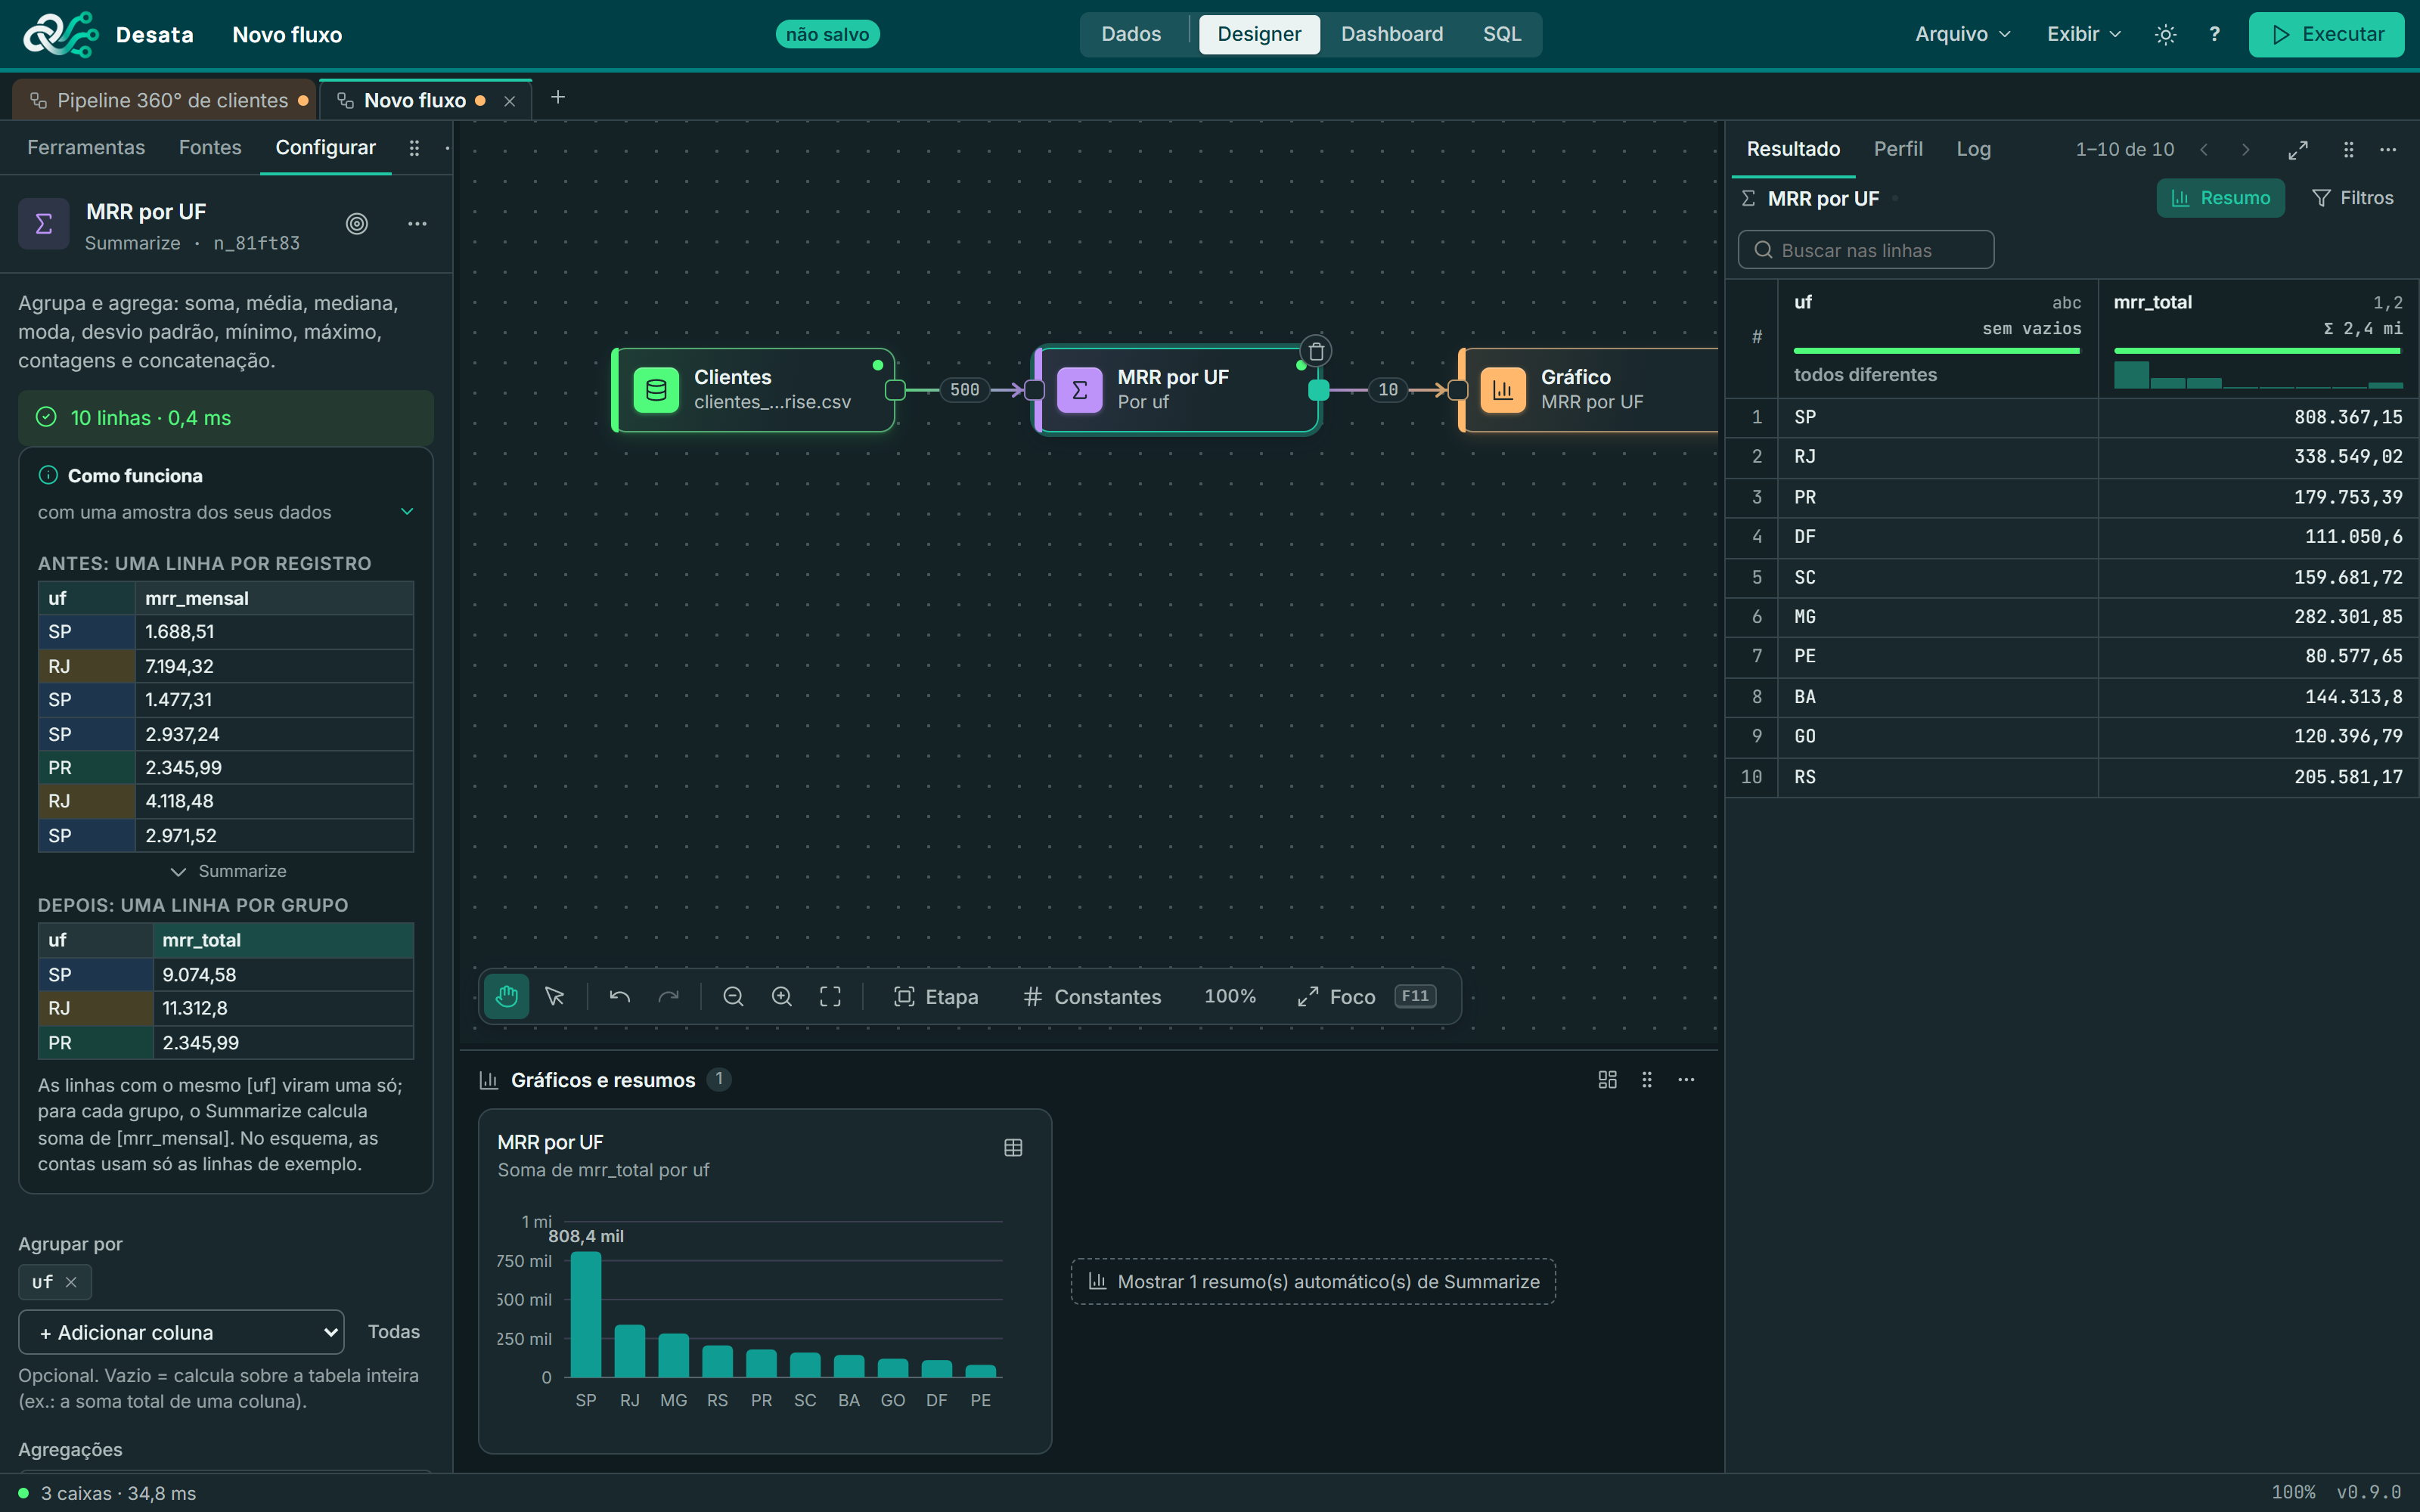 Desata
Novo fluxo
não salvo
Dados
Designer
Dashboard
SQL
Arquivo
Exibir
?
Executar
Pipeline 360° de clientes
Novo fluxo
Ferramentas
Fontes
Configurar
MRR por UF
Summarize · n_81ft83
Agrupa e agrega: soma, média, mediana,
moda, desvio padrão, mínimo, máximo,
contagens e concatenação.
10 linhas · 0,4 ms
Como funciona
com uma amostra dos seus dados
ANTES: UMA LINHA POR REGISTRO
uf mrr_mensal
SP 1.688,51
RJ 7.194,32
SP 1.477,31
SP 2.937,24
PR 2.345,99
RJ 4.118,48
SP 2.971,52
Summarize
DEPOIS: UMA LINHA POR GRUPO
uf mrr_total
SP 9.074,58
RJ 11.312,8
PR 2.345,99
As linhas com o mesmo [uf] viram uma só;
para cada grupo, o Summarize calcula
soma de [mrr_mensal]. No esquema, as
contas usam só as linhas de exemplo.
Agrupar por
uf
+ Adicionar coluna
Todas
Opcional. Vazio = calcula sobre a tabela inteira
(ex.: a soma total de uma coluna).
Agregações
Clientes
clientes_...rise.csv
500
MRR por UF
Por uf
10
Gráfico
MRR por UF
Etapa
Constantes
100%
Foco
F11
Gráficos e resumos 1
MRR por UF
Soma de mrr_total por uf
1 mi
808,4 mil
750 mil
500 mil
250 mil
0
SP RJ MG RS PR SC BA GO DF PE
Mostrar 1 resumo(s) automático(s) de Summarize
Resultado
Perfil
Log
1–10 de 10
MRR por UF
Resumo
Filtros
Buscar nas linhas
#
uf abc
sem vazios
todos diferentes
mrr_total 1,2
Σ 2,4 mi
1 SP 808.367,15
2 RJ 338.549,02
3 PR 179.753,39
4 DF 111.050,6
5 SC 159.681,72
6 MG 282.301,85
7 PE 80.577,65
8 BA 144.313,8
9 GO 120.396,79
10 RS 205.581,17
3 caixas · 34,8 ms
100%
v0.9.0